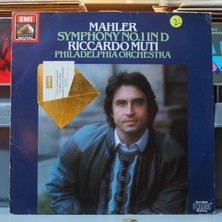 EMI
MAHLER
SYMPHONY NO.1 IN D
RICCARDO MUTI
PHILADELPHIA ORCHESTRA